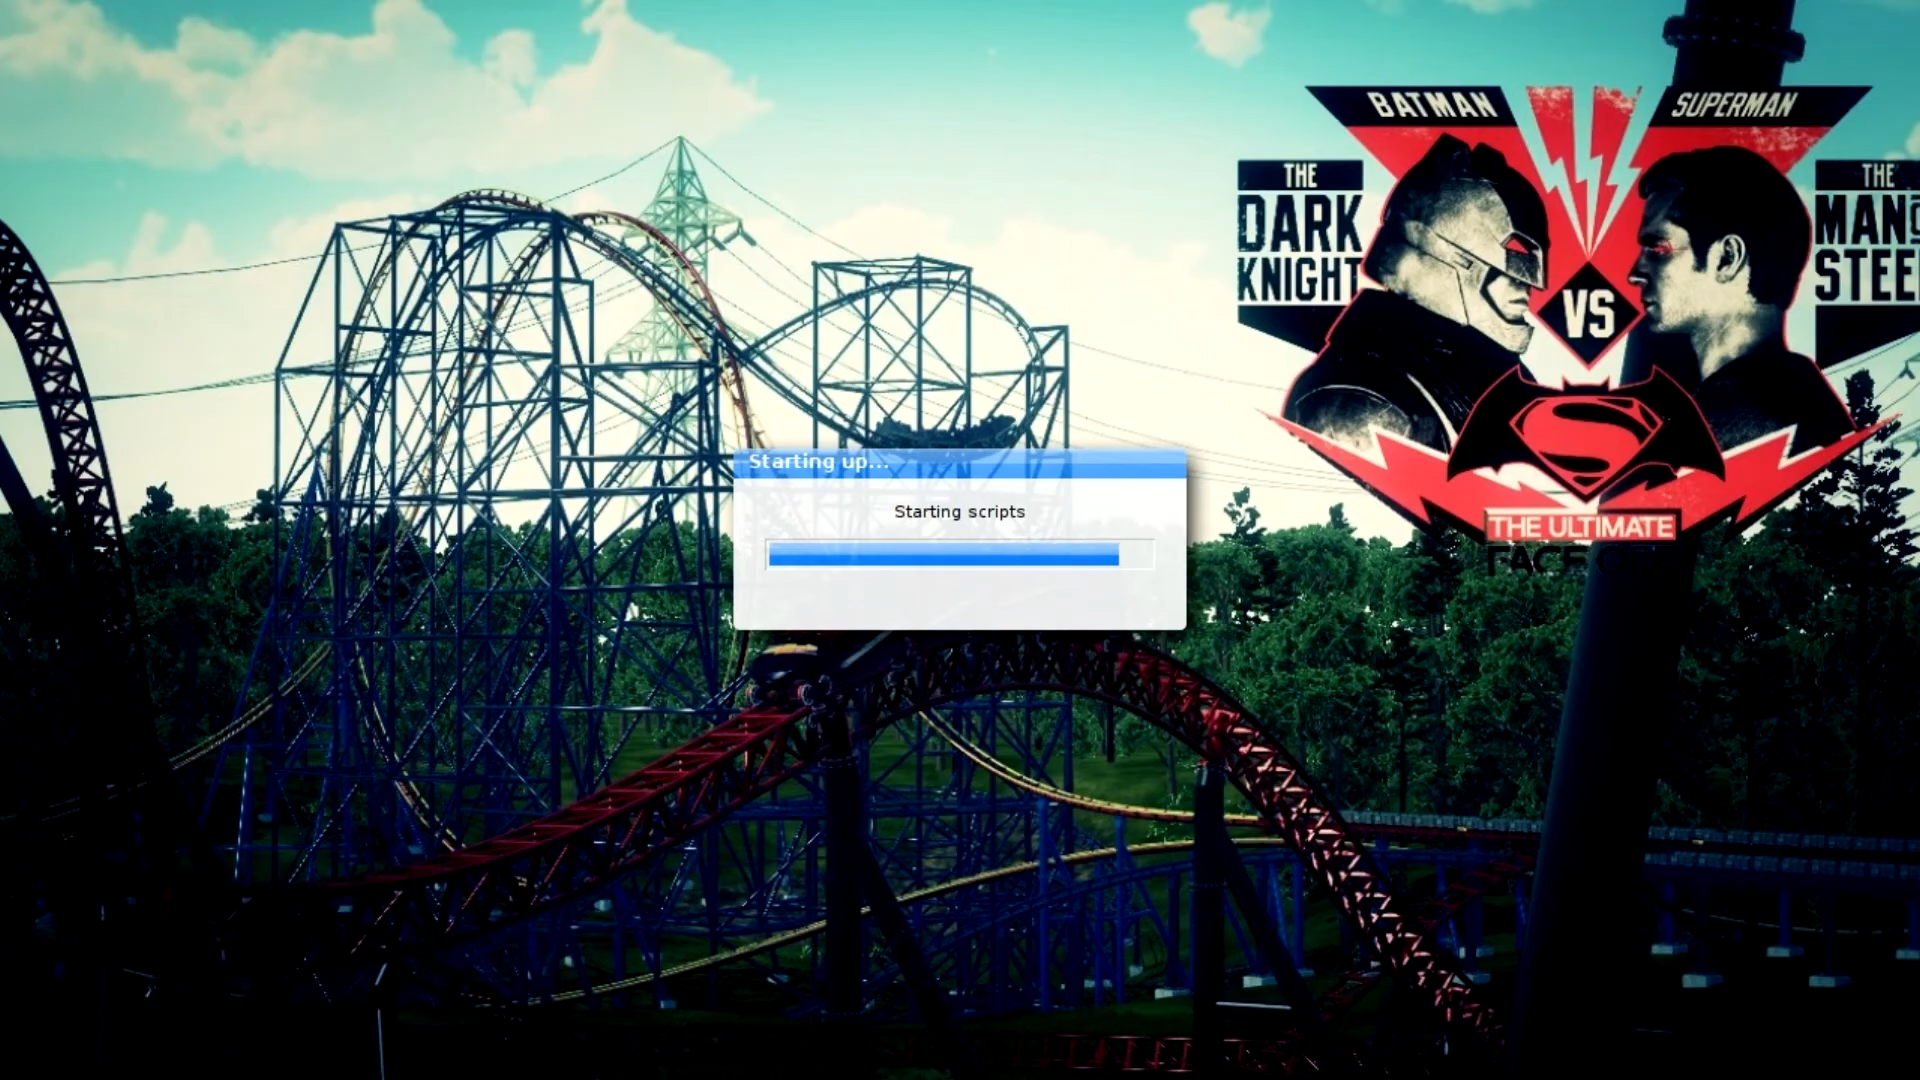 BATMAN
SUPERMAN
THE
DARK
KNIGHT
THE
MAN
STEE
VS
THE ULTIMATE
Starting up...
Starting scripts